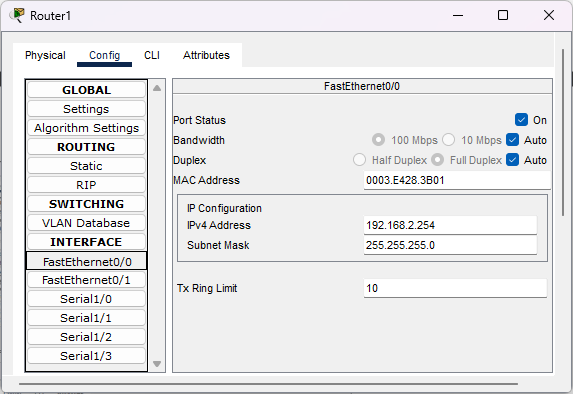 Router1
Physical Config CLI Attributes
GLOBAL
Settings
Algorithm Settings
ROUTING
Static
RIP
SWITCHING
VLAN Database
INTERFACE
FastEthernet0/0
FastEthernet0/1
Serial1/0
Serial1/1
Serial1/2
Serial1/3
FastEthernet0/0
Port Status On
Bandwidth 100 Mbps 10 Mbps Auto
Duplex Half Duplex Full Duplex Auto
MAC Address 0003.E428.3B01
IP Configuration
IPv4 Address 192.168.2.254
Subnet Mask 255.255.255.0
Tx Ring Limit 10